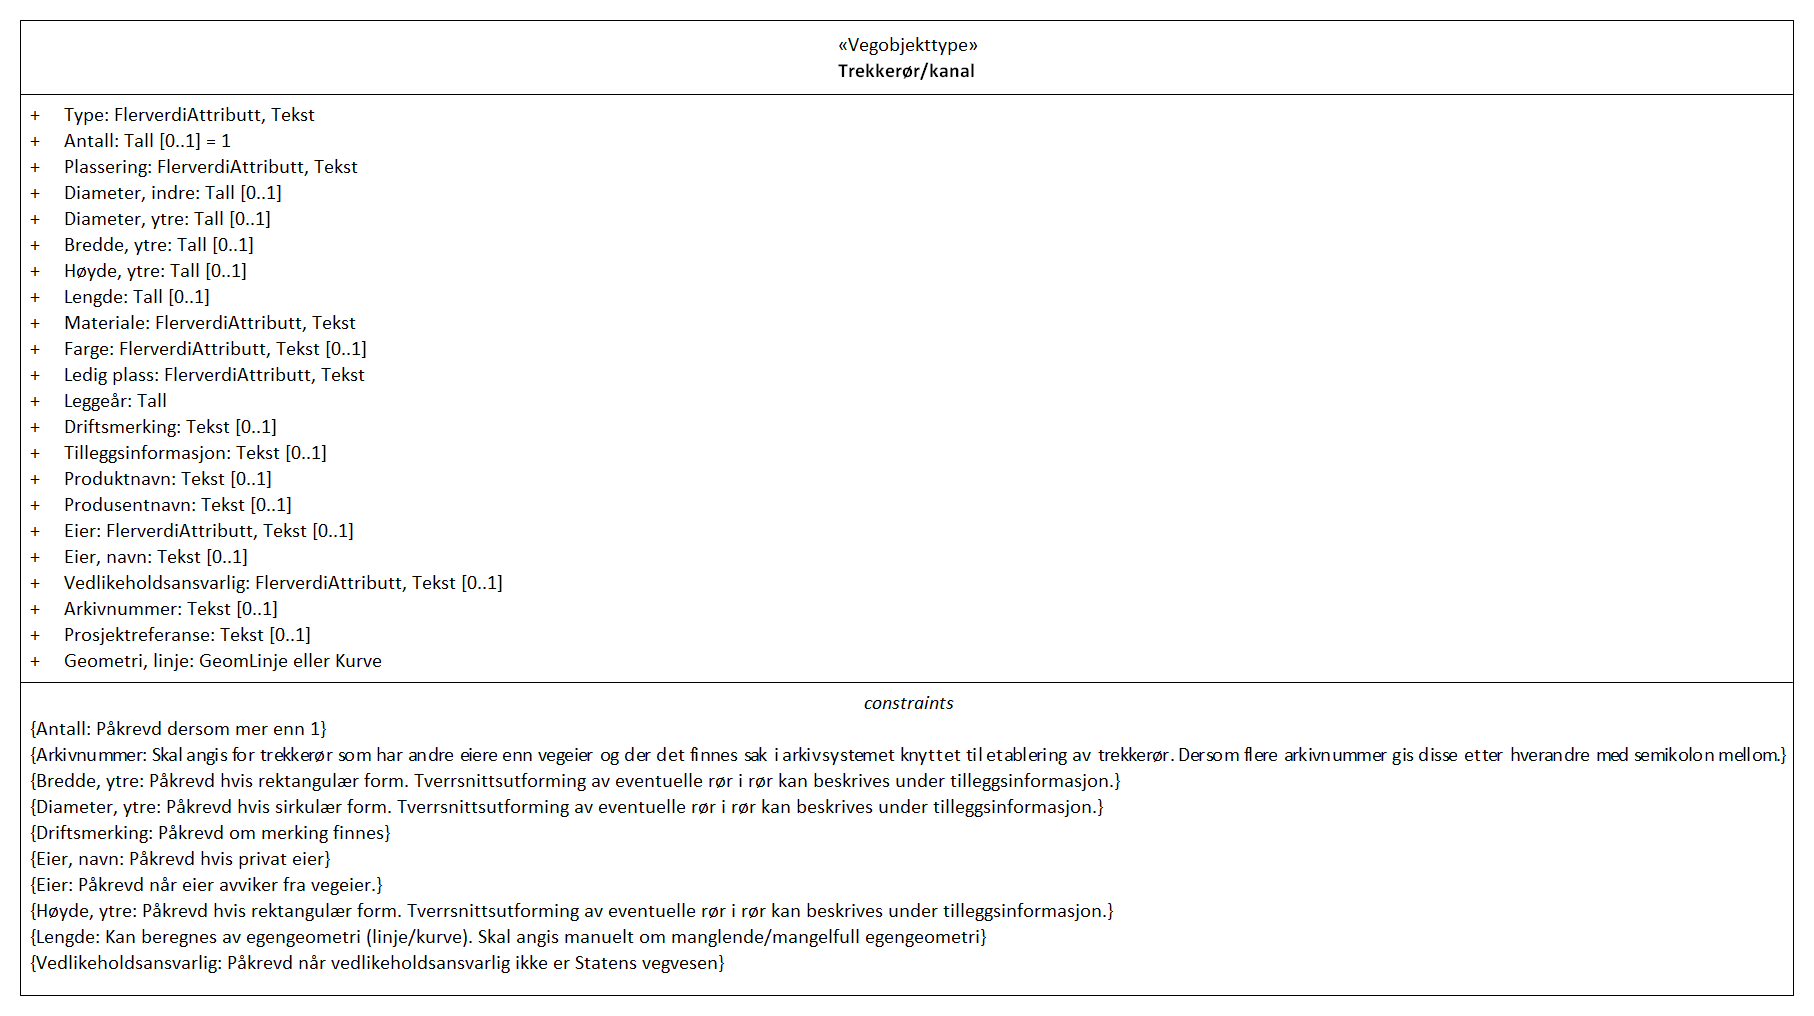 «Vegobjekttype»
Trekkerør/kanal
+ Type: FlerverdiAttributt, Tekst
+ Antall: Tall [0..1] = 1
+ Plassering: FlerverdiAttributt, Tekst
+ Diameter, indre: Tall [0..1]
+ Diameter, ytre: Tall [0..1]
+ Bredde, ytre: Tall [0..1]
+ Høyde, ytre: Tall [0..1]
+ Lengde: Tall [0..1]
+ Materiale: FlerverdiAttributt, Tekst
+ Farge: FlerverdiAttributt, Tekst [0..1]
+ Ledig plass: FlerverdiAttributt, Tekst
+ Leggeår: Tall
+ Driftsmerking: Tekst [0..1]
+ Tilleggsinformasjon: Tekst [0..1]
+ Produktnavn: Tekst [0..1]
+ Produsentnavn: Tekst [0..1]
+ Eier: FlerverdiAttributt, Tekst [0..1]
+ Eier, navn: Tekst [0..1]
+ Vedlikeholdsansvarlig: FlerverdiAttributt, Tekst [0..1]
+ Arkivnummer: Tekst [0..1]
+ Prosjektreferanse: Tekst [0..1]
+ Geometri, linje: GeomLinje eller Kurve
constraints
{Antall: Påkrevd dersom mer enn 1}
{Arkivnummer: Skal angis for trekkerør som har andre eiere enn vegeier og der det finnes sak i arkivsystemet knyttet til etablering av trekkerør. Dersom flere arkivnummer gis disse etter hverandre med semikolon mellom.}
{Bredde, ytre: Påkrevd hvis rektangulær form. Tverrsnittsutforming av eventuelle rør i rør kan beskrives under tilleggsinformasjon.}
{Diameter, ytre: Påkrevd hvis sirkulær form. Tverrsnittsutforming av eventuelle rør i rør kan beskrives under tilleggsinformasjon.}
{Driftsmerking: Påkrevd om merking finnes}
{Eier, navn: Påkrevd hvis privat eier}
{Eier: Påkrevd når eier avviker fra vegeier.}
{Høyde, ytre: Påkrevd hvis rektangulær form. Tverrsnittsutforming av eventuelle rør i rør kan beskrives under tilleggsinformasjon.}
{Lengde: Kan beregnes av egengeometri (linje/kurve). Skal angis manuelt om manglende/mangelfull egengeometri}
{Vedlikeholdsansvarlig: Påkrevd når vedlikeholdsansvarlig ikke er Statens vegvesen}